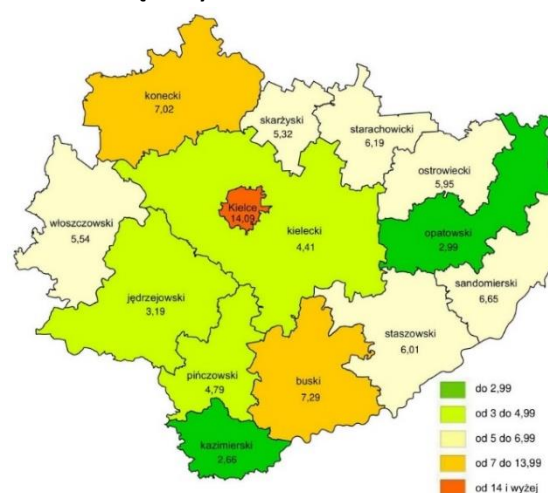 konecki
7,02
skarżyski
5,32
starachowicki
6,19
ostrowiecki
5,95
Kielce
14,09
włoszczowski
5,54
kielecki
4,41
opatowski
2,99
sandomierski
6,65
jędrzejowski
3,19
staszowski
6,01
pińczowski
4,79
buski
7,29
kazimierski
2,66
do 2,99
od 3 do 4,99
od 5 do 6,99
od 7 do 13,99
od 14 i wyżej